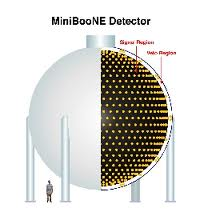 MiniBooNE Detector
Signal Region
Veto Region